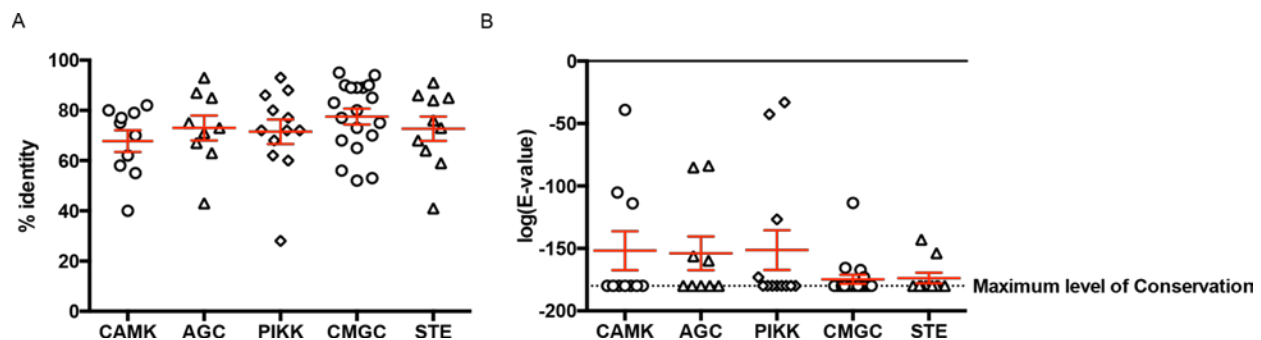 A
% identity
100
80
60
40
20
0
CAMK AGC PIKK CMGC STE
B
log(E-value)
0
-50
-100
-150
-200
Maximum level of Conservation
CAMK AGC PIKK CMGC STE